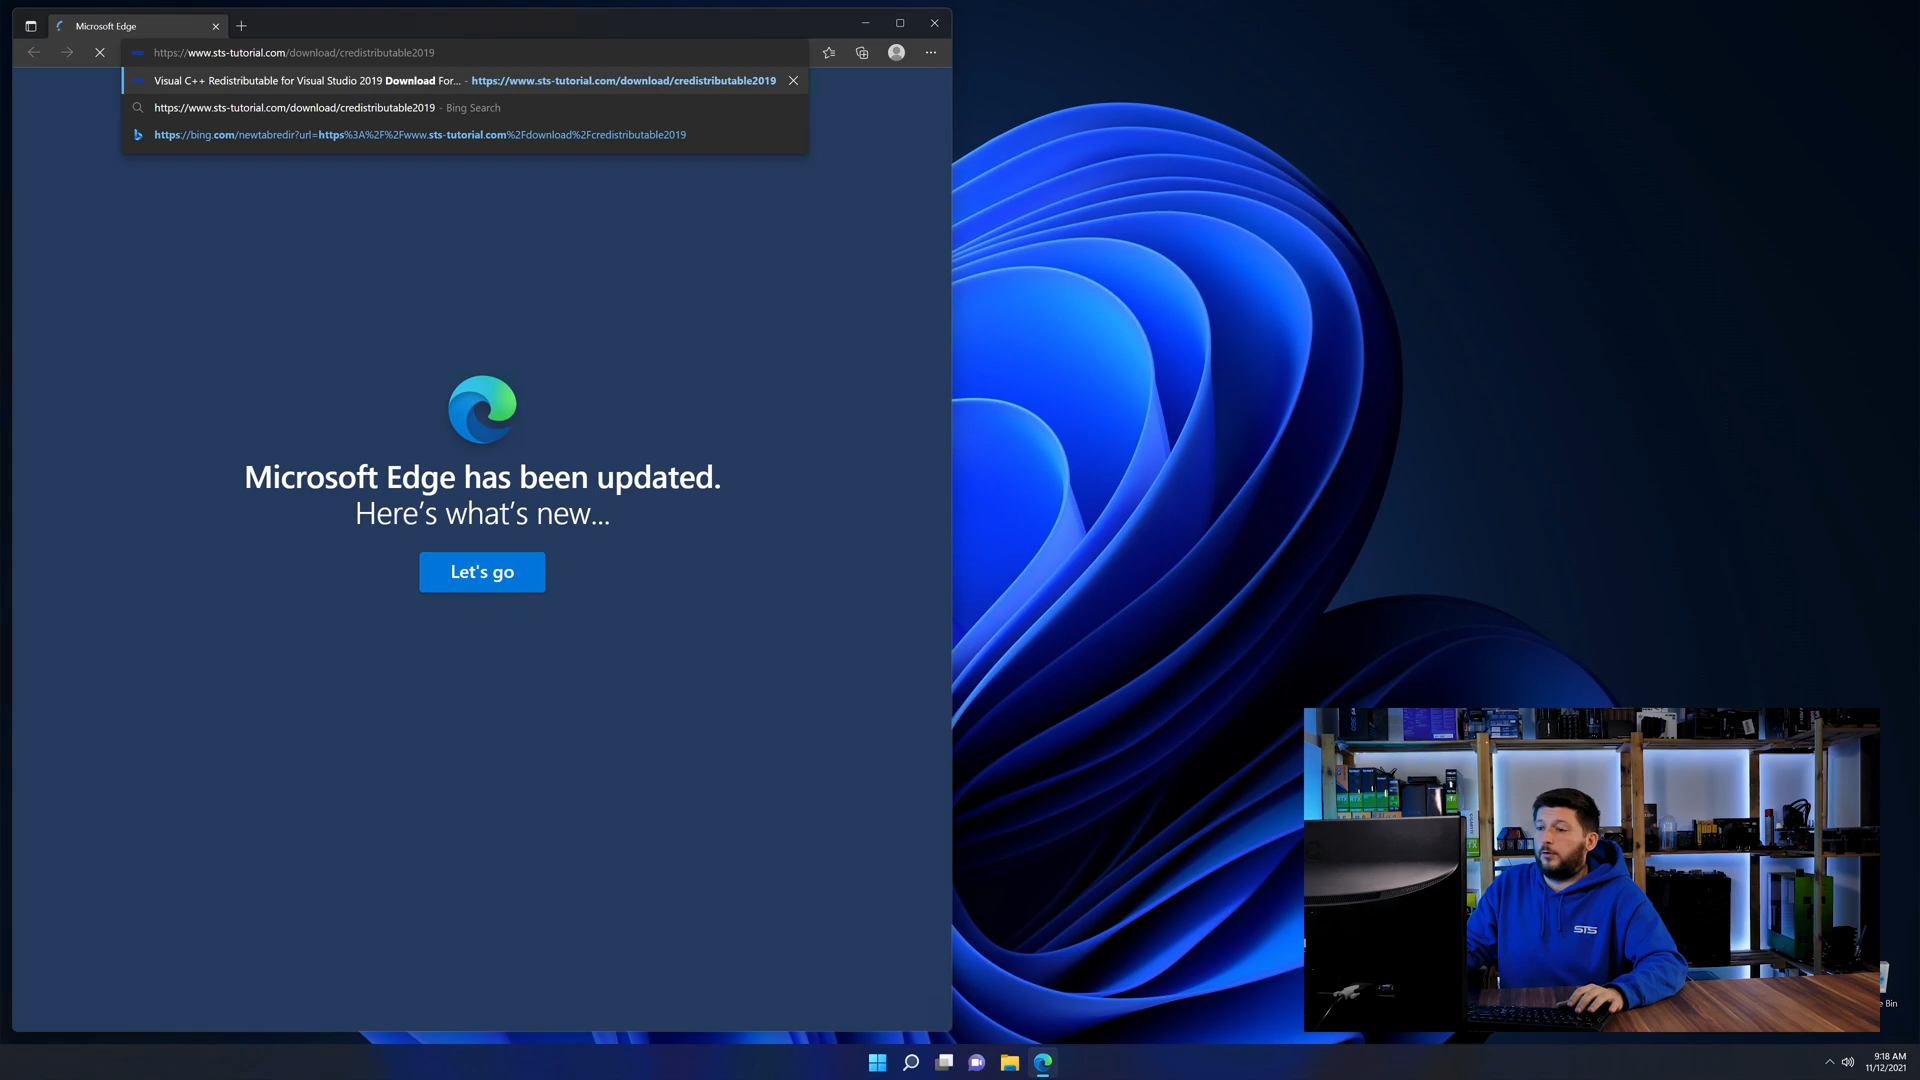 Microsoft Edge
https://www.sts-tutorial.com/download/credistributable2019
Visual C++ Redistributable for Visual Studio 2019 Download For... - https://www.sts-tutorial.com/download/credistributable2019
https://www.sts-tutorial.com/download/credistributable2019 - Bing Search
https://bing.com/newtabredir?url=https%3A%2F%2Fwww.sts-tutorial.com%2Fdownload%2Fcredistributable2019
Microsoft Edge has been updated.
Here's what's new...
Let's go
STS
e Bin
9:18 AM
11/12/2021